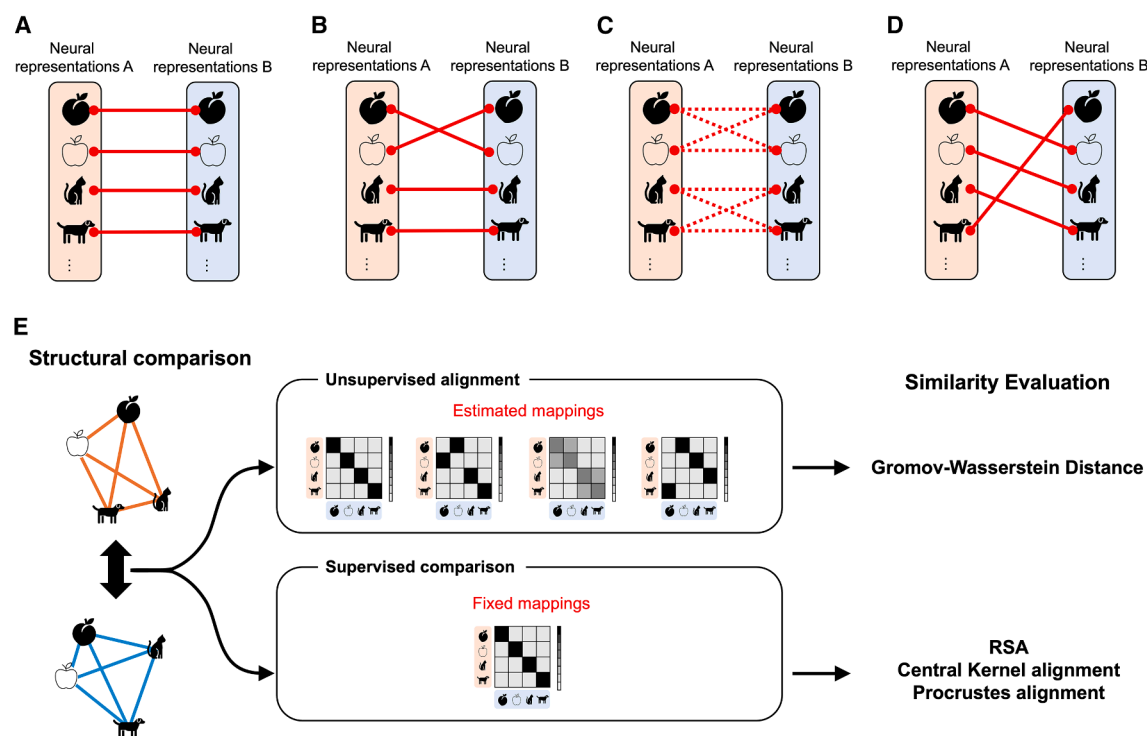 A
Neural
representations A
Neural
representations B
B
Neural
representations A
Neural
representations B
C
Neural
representations A
Neural
representations B
D
Neural
representations A
Neural
representations B
E
Structural comparison
Unsupervised alignment
Estimated mappings
Similarity Evaluation
Gromov-Wasserstein Distance
Supervised comparison
Fixed mappings
RSA
Central Kernel alignment
Procrustes alignment